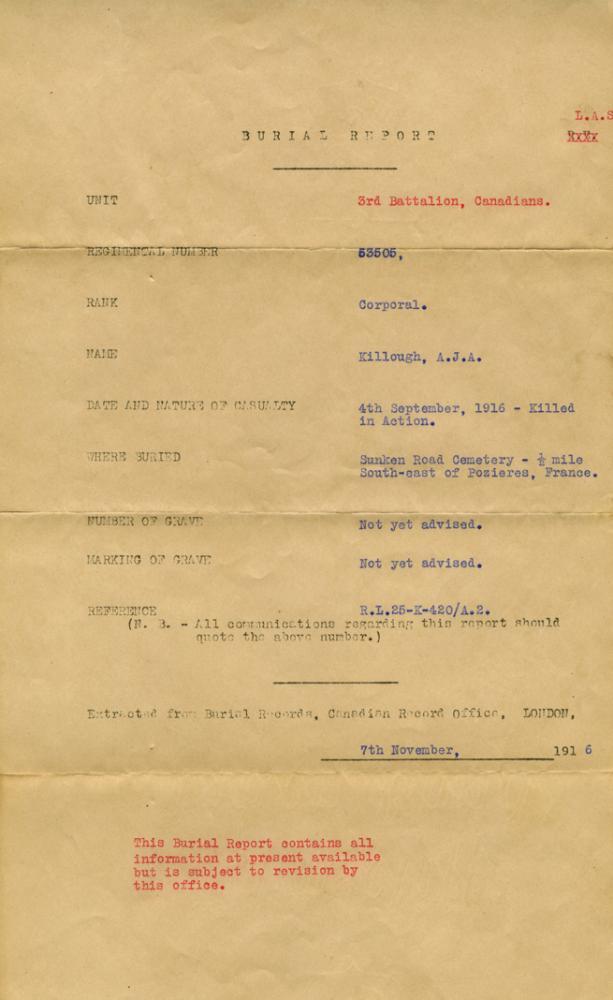 L.A.S
BURIAL REPORT
UNIT 3rd Battalion, Canadians.
REGIMENTAL NUMBER 53505,
RANK Corporal.
NAME Killough, A.J.A.
DATE AND NATURE OF CASUALTY 4th September, 1916 - Killed
in Action.
WHERE BURIED Sunken Road Cemetery - ½ mile
South-east of Pozieres, France.
NUMBER OF GRAVE Not yet advised.
MARKING OF GRAVE Not yet advised.
REFERENCE R.L.25-K-420/A.2.
(N. B. - All communications regarding this report should
quote the above number.)
Extracted from Burial Records, Canadian Record Office, LONDON,
7th November, 1916
This Burial Report contains all
information at present available
but is subject to revision by
this office.